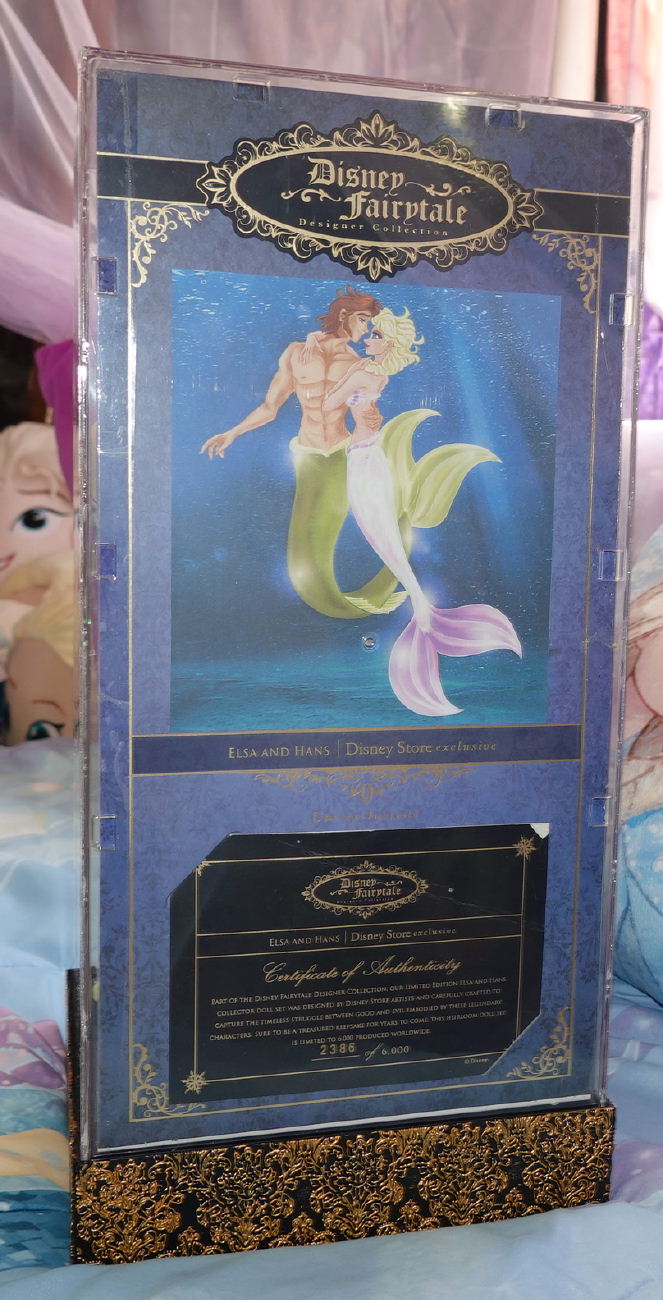 Disney
Fairytale
Designer Collection
ELSA AND HANS | Disney Store exclusive
Disney
Fairytale
Designer Collection
ELSA AND HANS | Disney Store exclusive
Certificate of Authenticity
PART OF THE DISNEY FAIRYTALE DESIGNER COLLECTION, OUR LIMITED EDITION ELSA AND HANS
COLLECTOR DOLL SET WAS DESIGNED BY DISNEY STORE ARTISTS AND CAREFULLY CRAFTED TO
CAPTURE THE TIMELESS STRUGGLE BETWEEN GOOD AND EVIL EMBODIED BY THESE LEGENDARY
CHARACTERS. SURE TO BE A TREASURED KEEPSAKE FOR YEARS TO COME, THIS HEIRLOOM DOLL SET
IS LIMITED TO 6,000 PRODUCED WORLDWIDE.
2386 of 6,000
© Disney